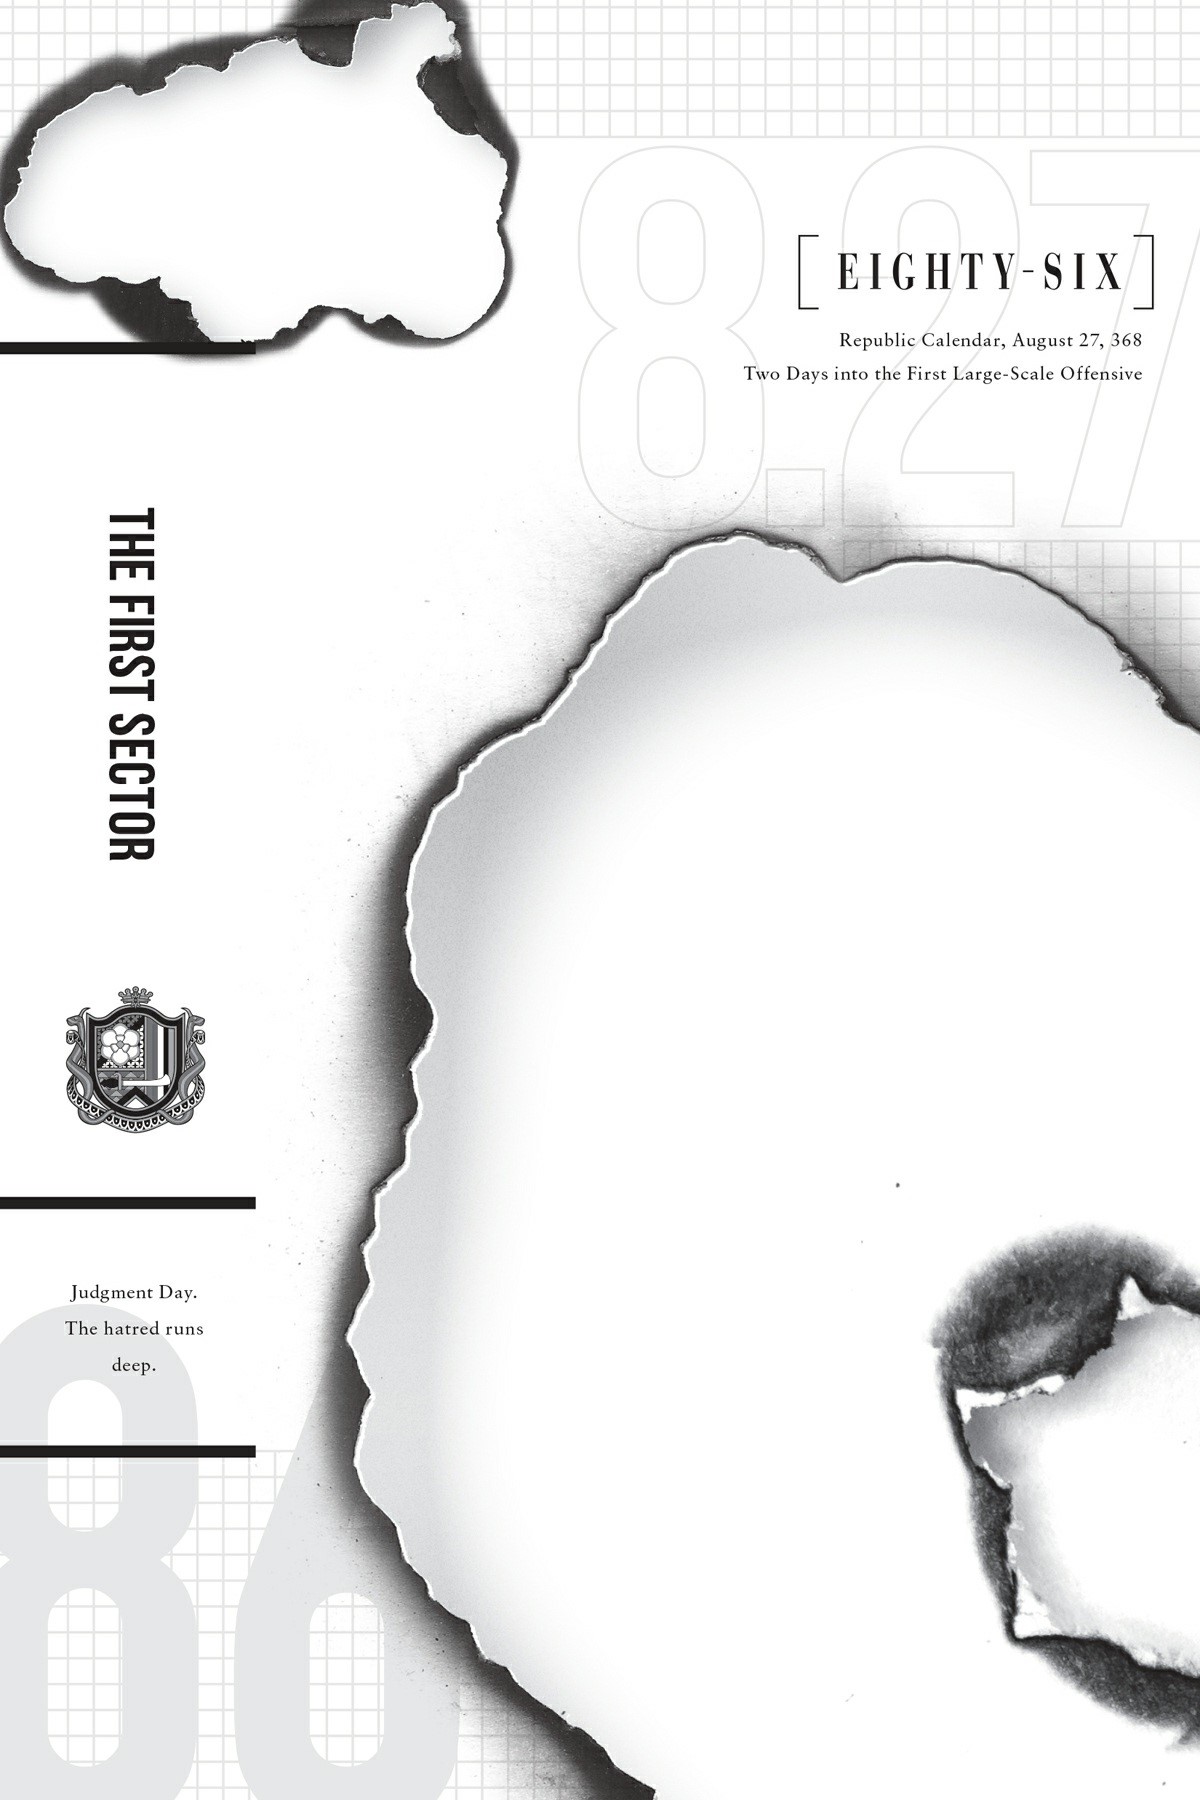 8.27
[EIGHTY-SIX]
Republic Calendar, August 27, 368
Two Days into the First Large-Scale Offensive
THE FIRST SECTOR
Judgment Day.
The hatred runs
deep.
86